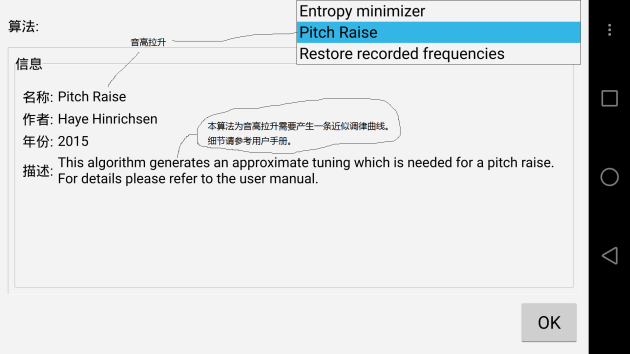 Entropy minimizer
算法:
Pitch Raise
音高拉升
Restore recorded frequencies
信息
名称: Pitch Raise
作者: Haye Hinrichsen
本算法为音高拉升需要产生一条近似调律曲线。
细节请参考用户手册。
年份: 2015
描述: This algorithm generates an approximate tuning which is needed for a pitch raise.
For details please refer to the user manual.
OK